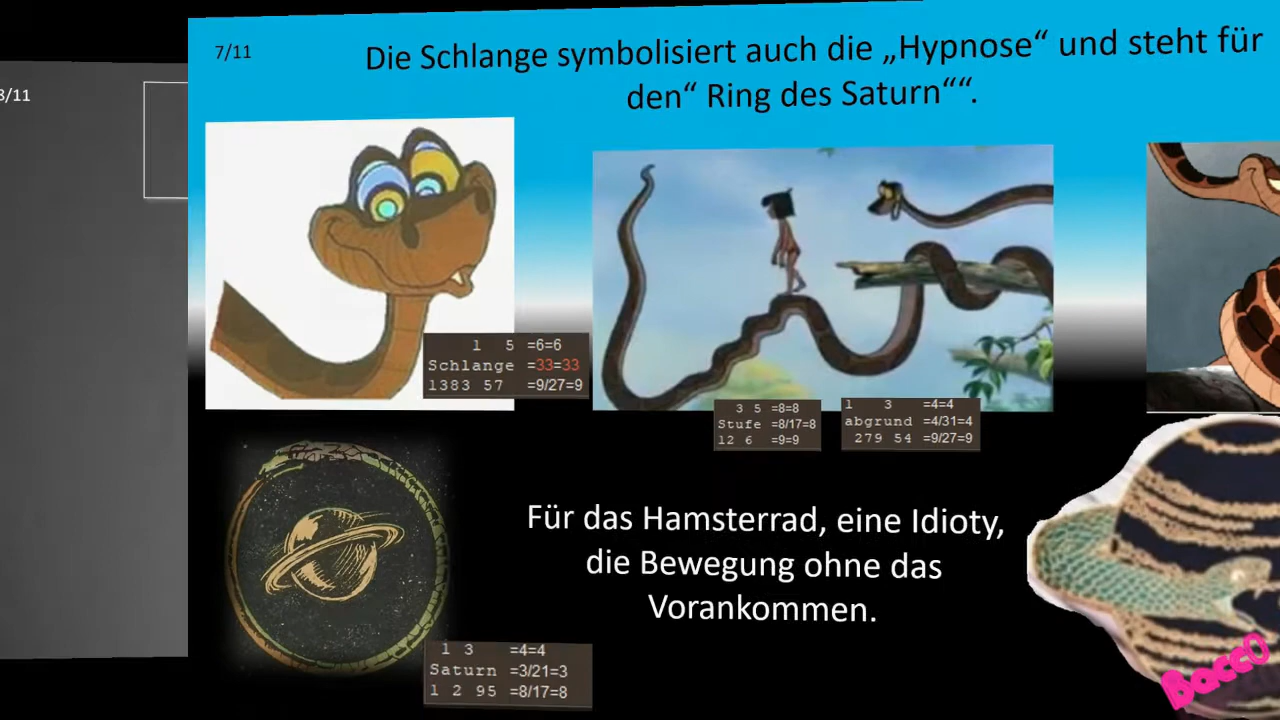 8/11
7/11
Die Schlange symbolisiert auch die „Hypnose“ und steht für
den“ Ring des Saturn““.
1 5 =6=6
Schlange =33=33
1383 57 =9/27=9
3 5 =8=8
Stufe =8/17=8
12 6 =9=9
1 3 =4=4
abgrund =4/31=4
279 54 =9/27=9
Für das Hamsterrad, eine Idioty,
die Bewegung ohne das
Vorankommen.
1 3 =4=4
Saturn =3/21=3
1 2 95 =8/17=8
BaccO